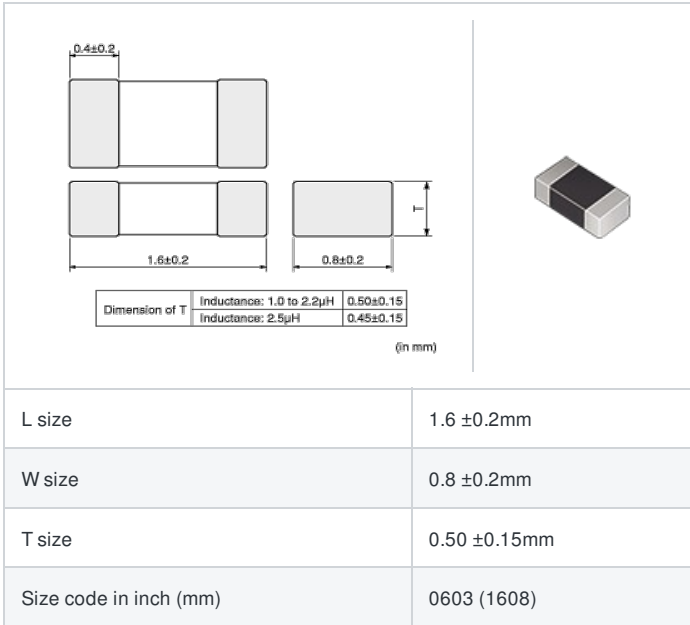 0.4±0.2
T
1.6±0.2
0.8±0.2
Dimension of T
Inductance: 1.0 to 2.2μH 0.50±0.15
Inductance: 2.5μH 0.45±0.15
(in mm)
L size 1.6 ±0.2mm
W size 0.8 ±0.2mm
T size 0.50 ±0.15mm
Size code in inch (mm) 0603 (1608)